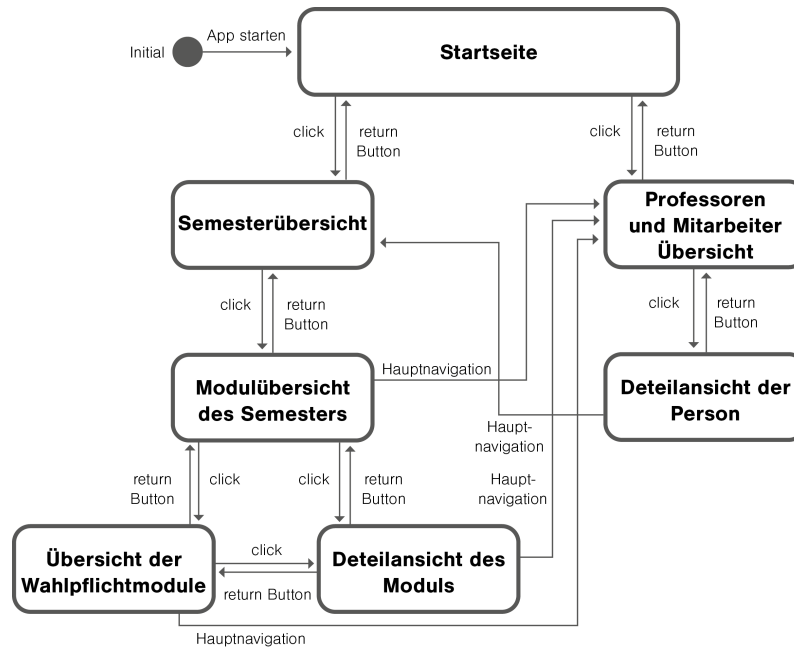 App starten
Initial
Startseite
click
return
Button
click
return
Button
Semesterübersicht
Professoren
und Mitarbeiter
Übersicht
click
return
Button
click
return
Button
Modulübersicht
des Semesters
Hauptnavigation
Deteilansicht der
Person
Haupt-
navigation
return
Button
click
click
return
Button
Haupt-
navigation
Übersicht der
Wahlpflichtmodule
click
return Button
Deteilansicht des
Moduls
Hauptnavigation